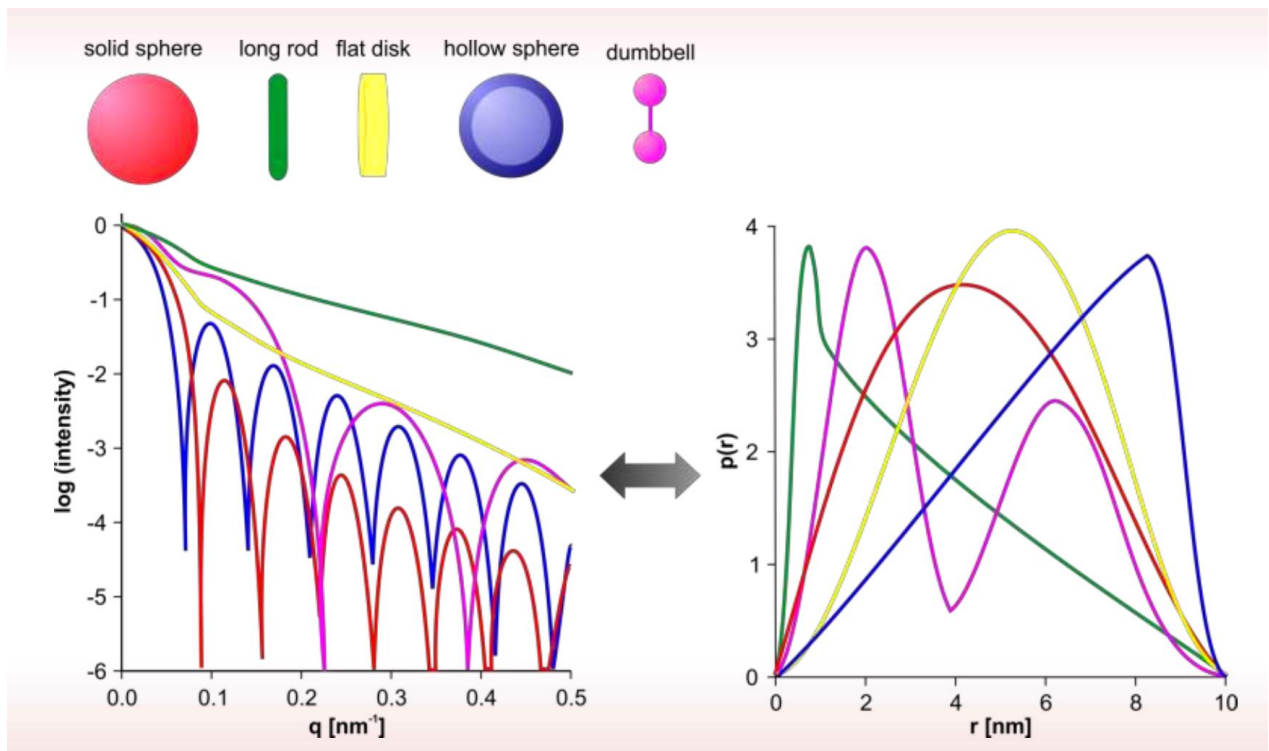 solid sphere long rod flat disk hollow sphere dumbbell
0
-1
-2
-3
-4
-5
-6
log (intensity)
0.0 0.1 0.2 0.3 0.4 0.5
q [nm⁻¹]
4
3
2
1
0
p(r)
0 2 4 6 8 10
r [nm]